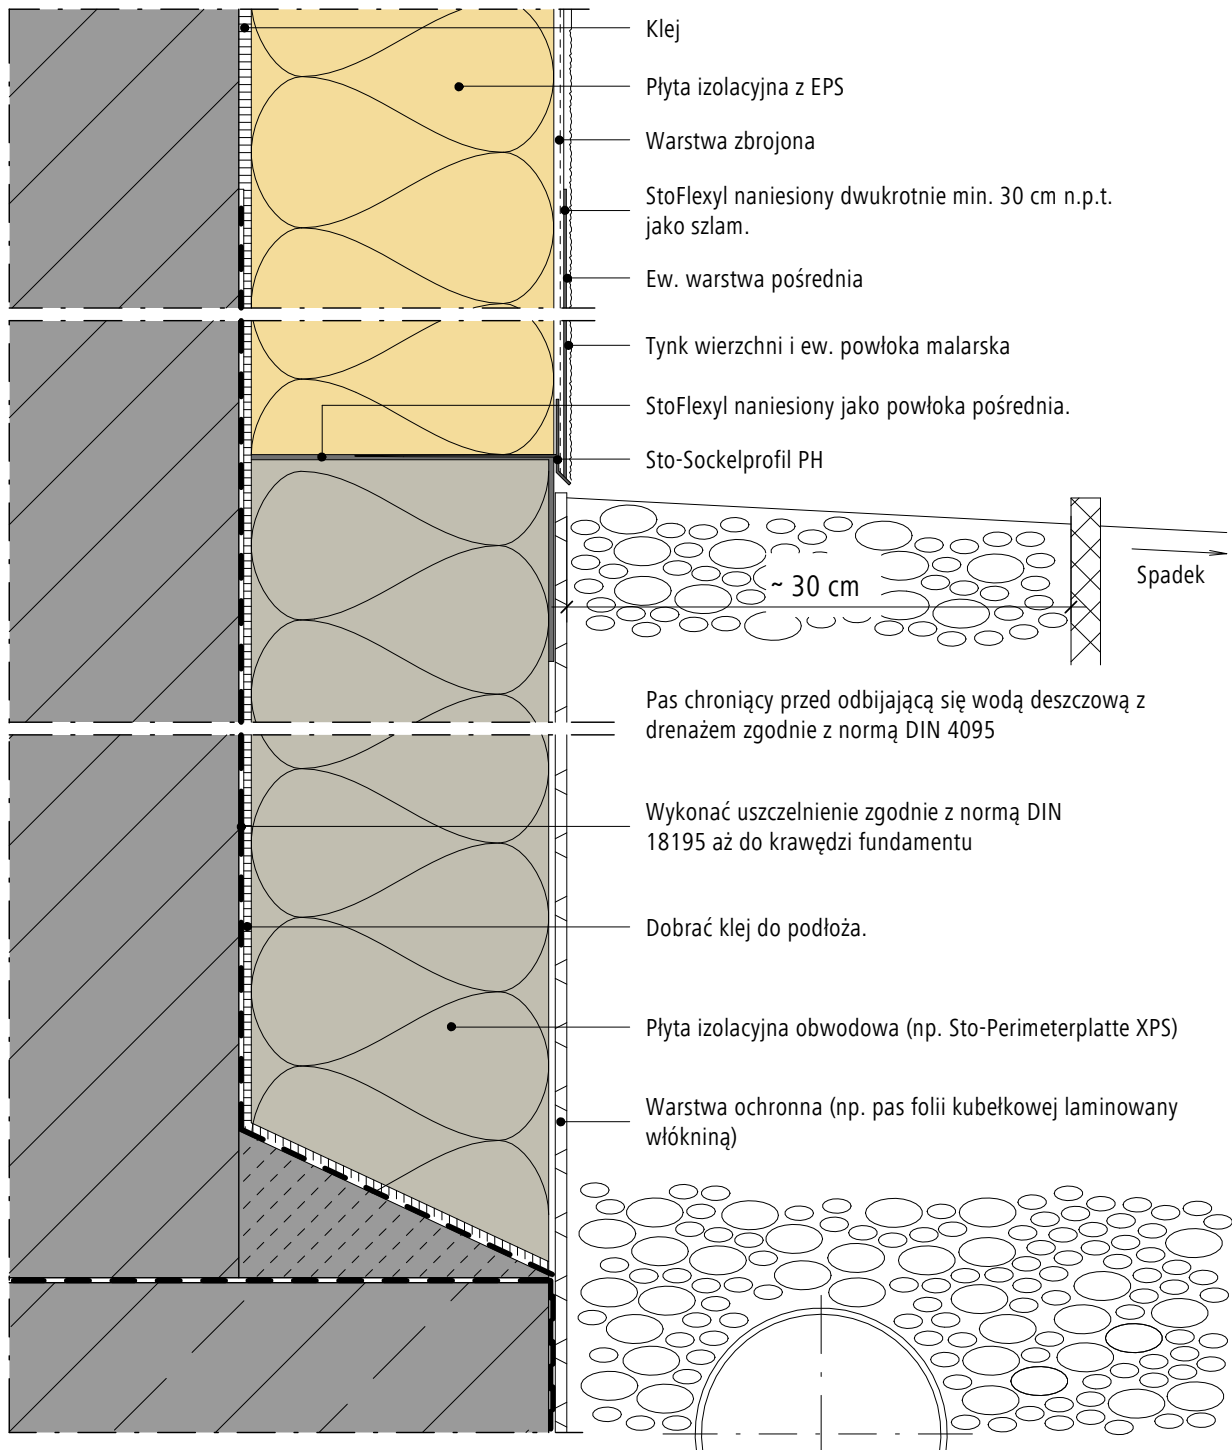 Klej
Płyta izolacyjna z EPS
Warstwa zbrojona
StoFlexyl naniesiony dwukrotnie min. 30 cm n.p.t.
jako szlam.
Ew. warstwa pośrednia
Tynk wierzchni i ew. powłoka malarska
StoFlexyl naniesiony jako powłoka pośrednia.
Sto-Sockelprofil PH
~ 30 cm
Spadek
Pas chroniący przed odbijającą się wodą deszczową z
drenażem zgodnie z normą DIN 4095
Wykonać uszczelnienie zgodnie z normą DIN
18195 aż do krawędzi fundamentu
Dobrać klej do podłoża.
Płyta izolacyjna obwodowa (np. Sto-Perimeterplatte XPS)
Warstwa ochronna (np. pas folii kubełkowej laminowany
włókniną)